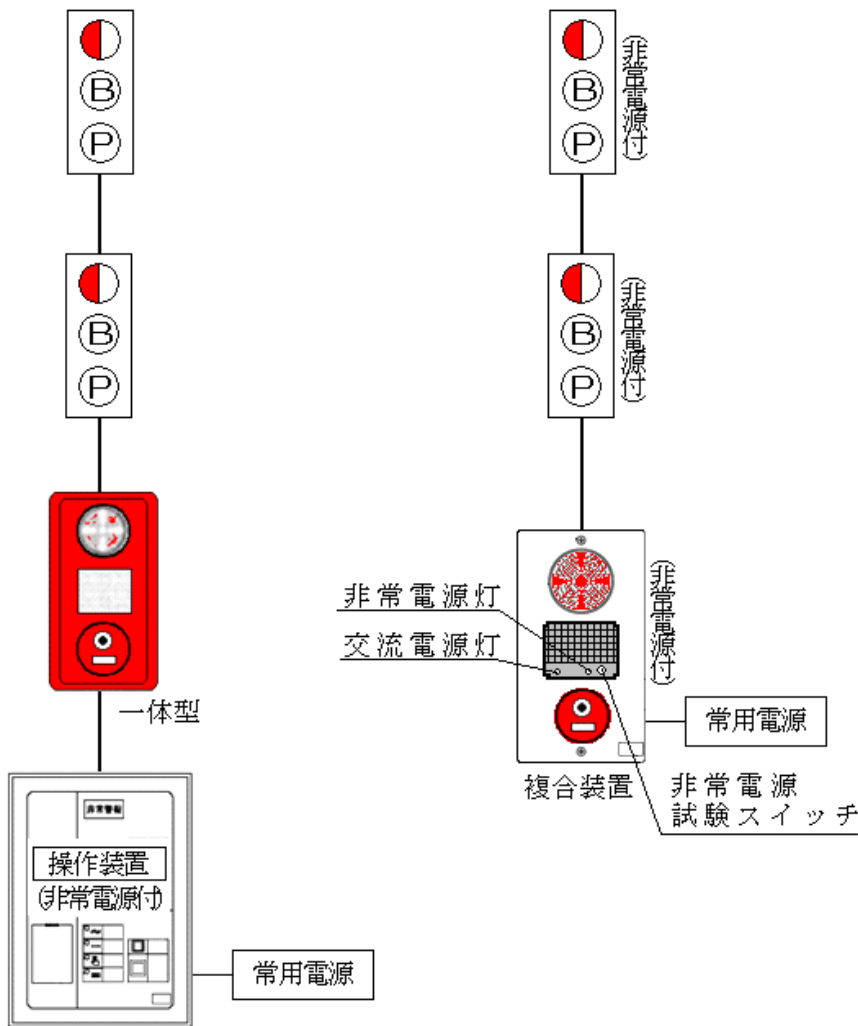 B
P
B
P
一体型
非常警報
操作装置
(非常電源付)
常用電源
B
P
(非常電源付)
B
P
(非常電源付)
非常電源灯
交流電源灯
(非常電源付)
常用電源
複合装置
非常電源
試験スイッチ